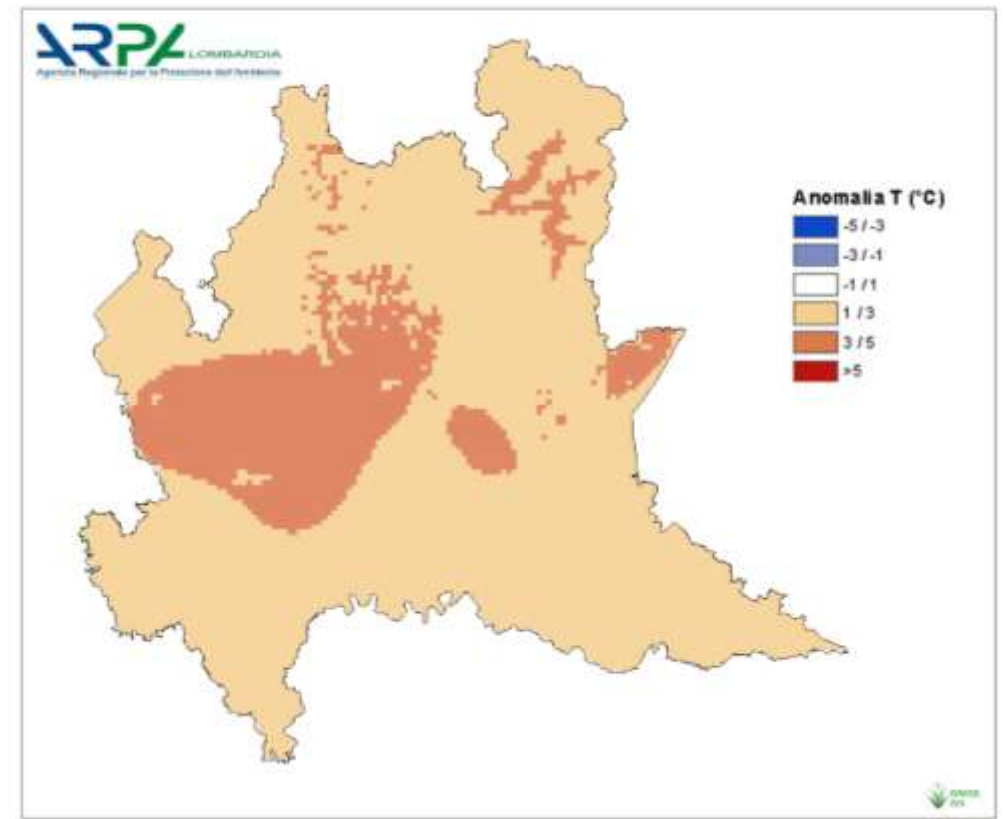 ARPA LOMBARDIA
Agenzia Regionale per la Protezione dell'Ambiente
Anomalia T (°C)
-5 / -3
-3 / -1
-1 / 1
1 / 3
3 / 5
>5